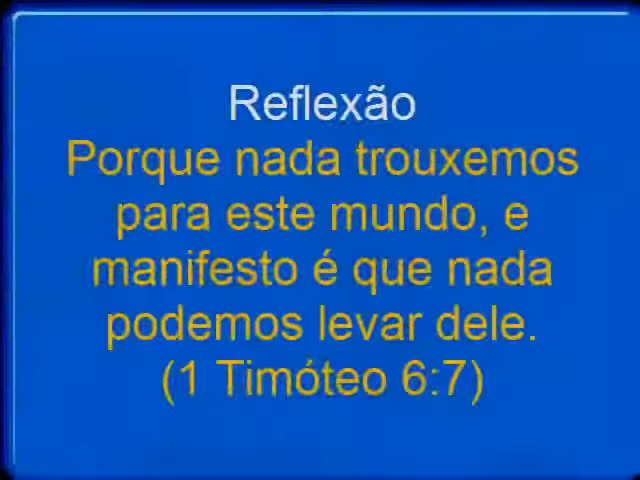 Reflexão
Porque nada trouxemos
para este mundo, e
manifesto é que nada
podemos levar dele.
(1 Timóteo 6:7)